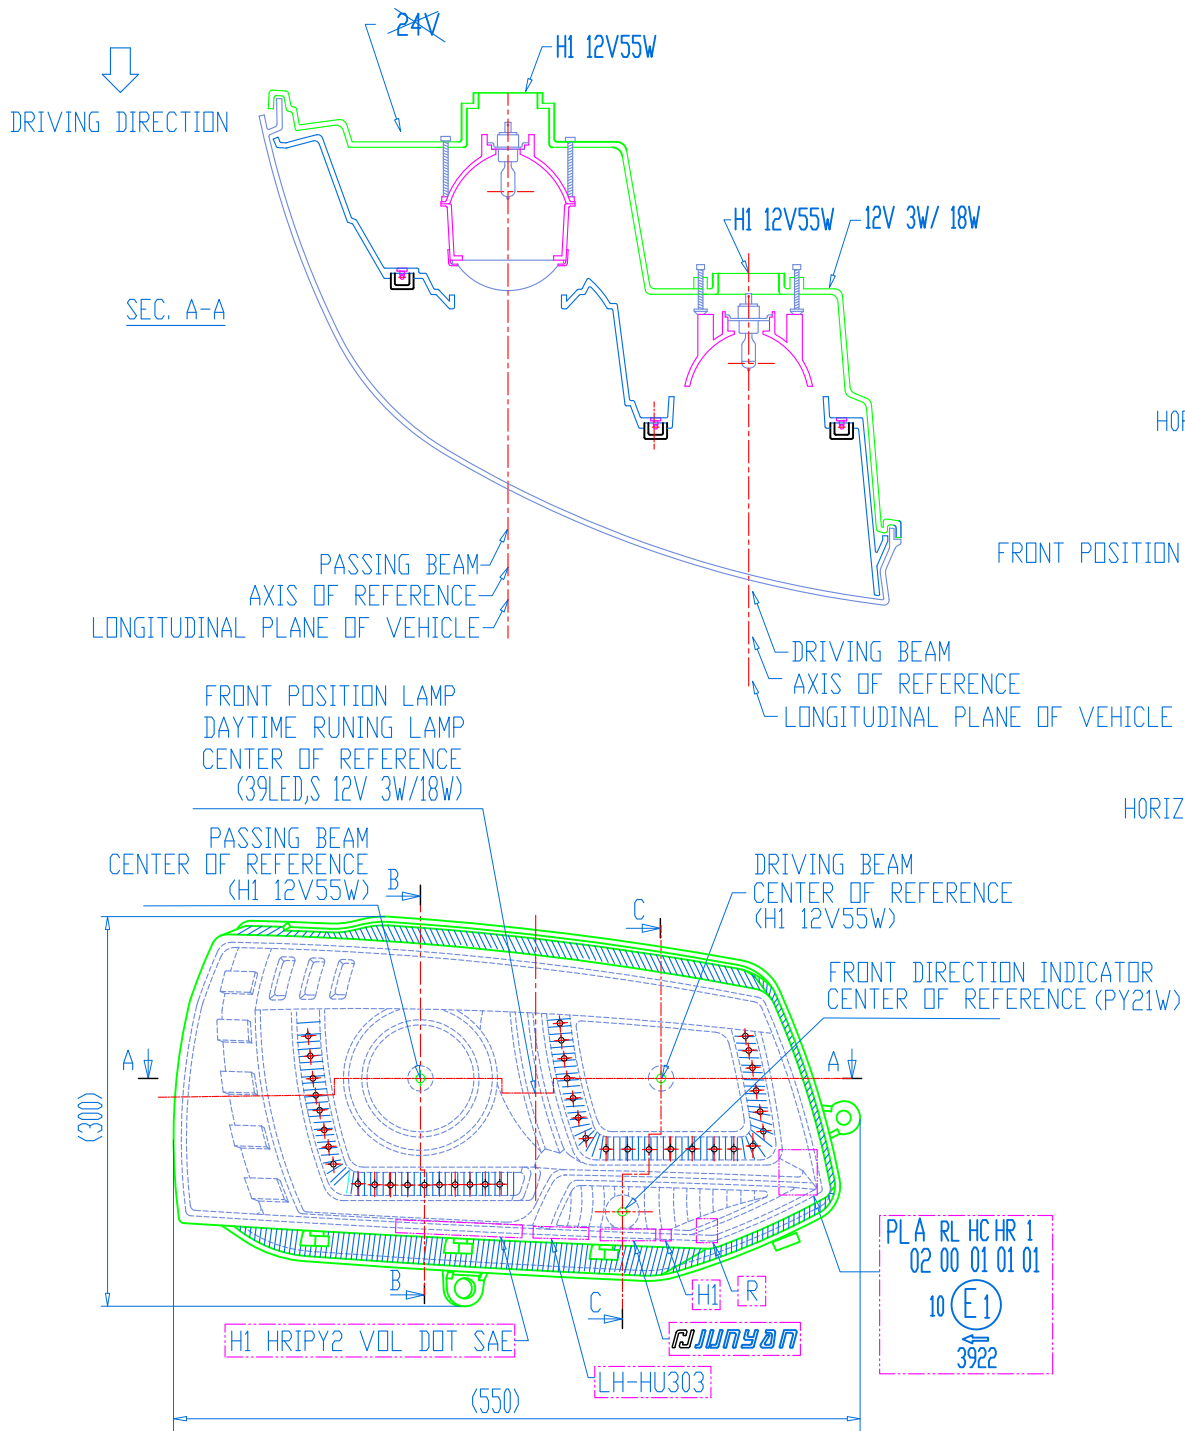 24V
H1 12V55W
DRIVING DIRECTION
H1 12V55W
12V 3W/ 18W
SEC. A-A
HOR
FRONT POSITION
PASSING BEAM
AXIS OF REFERENCE
LONGITUDINAL PLANE OF VEHICLE
DRIVING BEAM
AXIS OF REFERENCE
LONGITUDINAL PLANE OF VEHICLE
FRONT POSITION LAMP
DAYTIME RUNING LAMP
CENTER OF REFERENCE
(39LED,S 12V 3W/18W)
HORIZ
PASSING BEAM
CENTER OF REFERENCE
(H1 12V55W)
B
C
DRIVING BEAM
CENTER OF REFERENCE
(H1 12V55W)
FRONT DIRECTION INDICATOR
CENTER OF REFERENCE (PY21W)
A
A
(300)
PL A RL HC HR 1
02 00 01 01 01
10 E1
3922
B
C
H1
R
H1 HRIPY2 VOL DOT SAE
JUNYAN
LH-HU303
(550)